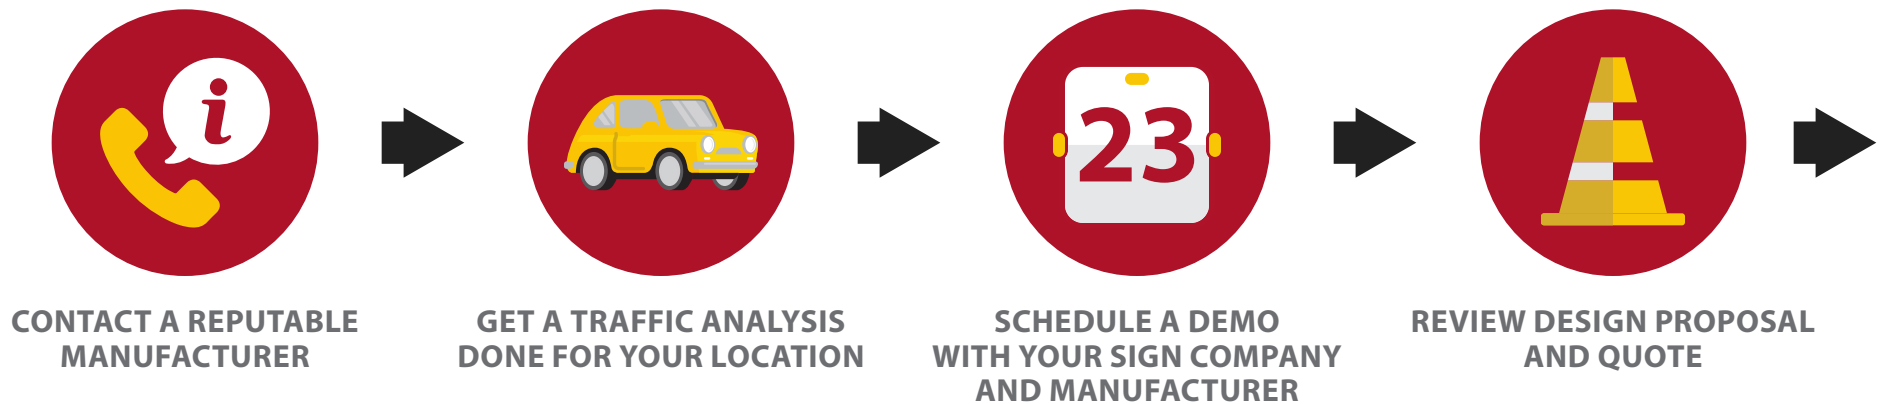 i
23
CONTACT A REPUTABLE
MANUFACTURER
GET A TRAFFIC ANALYSIS
DONE FOR YOUR LOCATION
SCHEDULE A DEMO
WITH YOUR SIGN COMPANY
AND MANUFACTURER
REVIEW DESIGN PROPOSAL
AND QUOTE